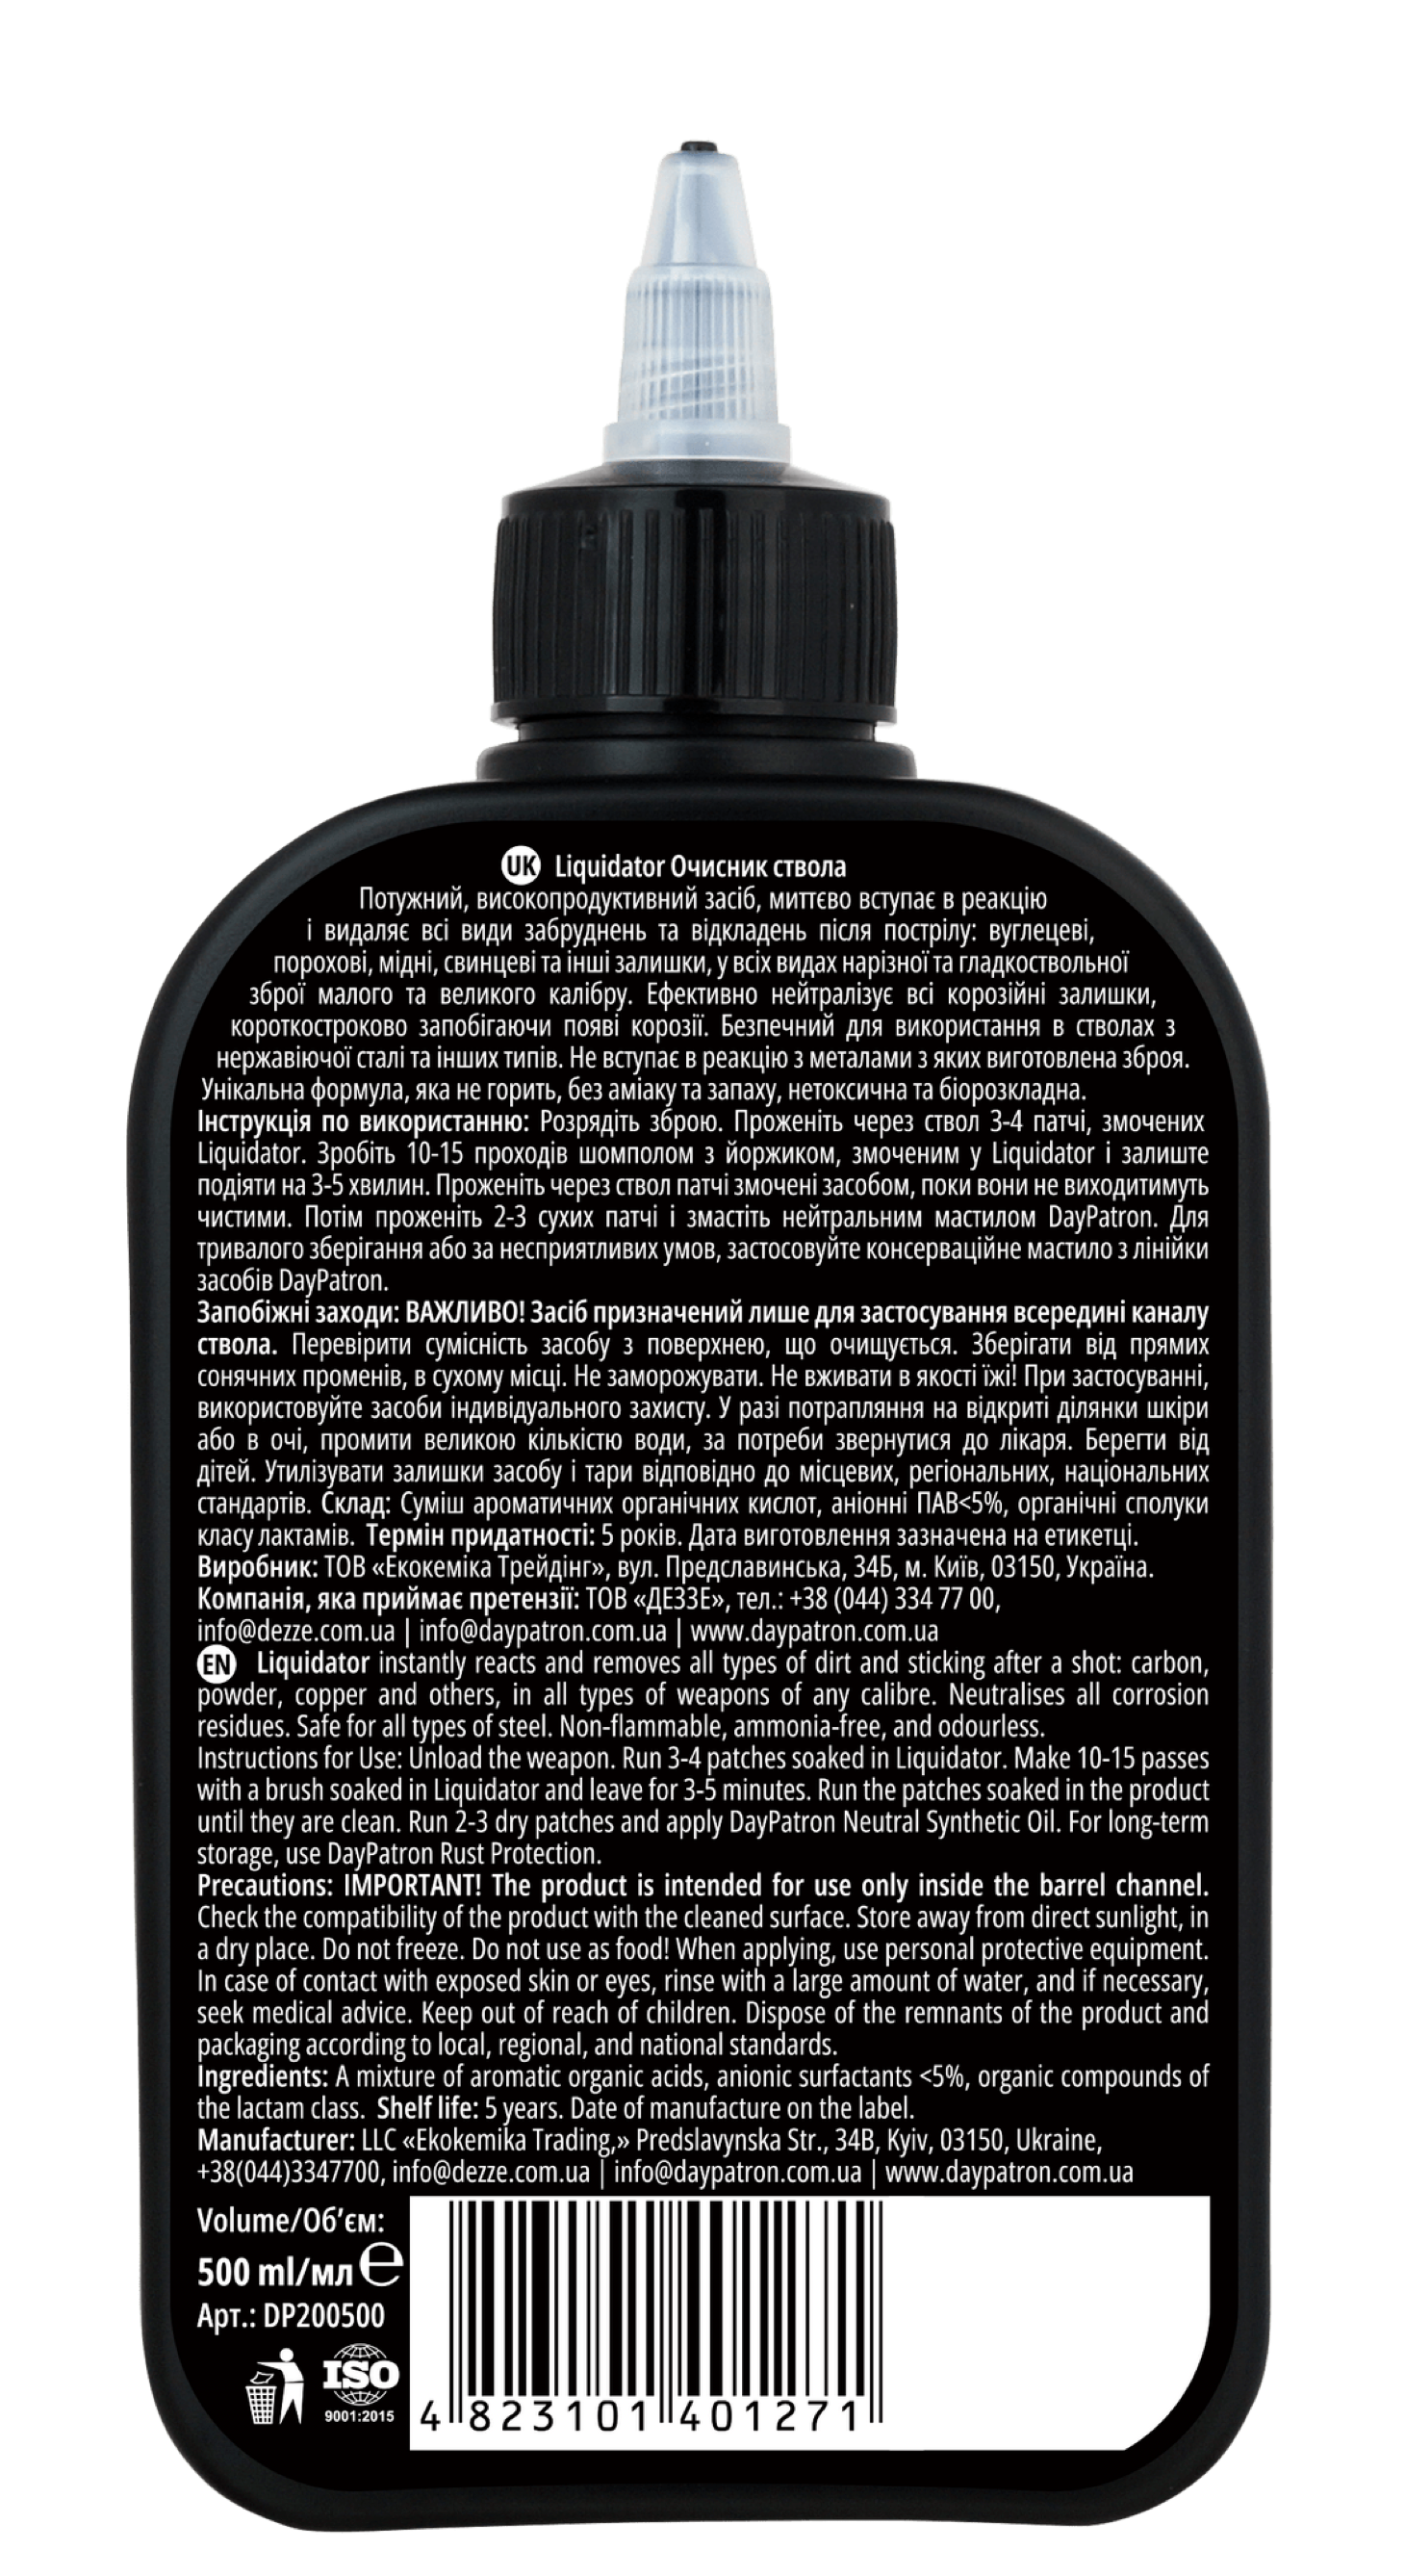 UK Liquidator Очисник ствола
Потужний, високопродуктивний засіб, миттєво вступає в реакцію
і видаляє всі види забруднень та відкладень після пострілу: вуглецеві,
порохові, мідні, свинцеві та інші залишки, у всіх видах нарізної та гладкоствольної
зброї малого та великого калібру. Ефективно нейтралізує всі корозійні залишки,
короткостроково запобігаючи появі корозії. Безпечний для використання в стволах з
нержавіючої сталі та інших типів. Не вступає в реакцію з металами з яких виготовлена зброя.
Унікальна формула, яка не горить, без аміаку та запаху, нетоксична та біорозкладна.
Інструкція по використанню: Розрядіть зброю. Проженіть через ствол 3-4 патчі, змочених
Liquidator. Зробіть 10-15 проходів шомполом з йоржиком, змоченим у Liquidator і залиште
подіяти на 3-5 хвилин. Проженіть через ствол патчі змочені засобом, поки вони не виходитимуть
чистими. Потім проженіть 2-3 сухих патчі і змастіть нейтральним мастилом DayPatron. Для
тривалого зберігання або за несприятливих умов, застосовуйте консерваційне мастило з лінійки
засобів DayPatron.
Запобіжні заходи: ВАЖЛИВО! Засіб призначений лише для застосування всередині каналу
ствола. Перевірити сумісність засобу з поверхнею, що очищується. Зберігати від прямих
сонячних променів, в сухому місці. Не заморожувати. Не вживати в якості їжі! При застосуванні,
використовуйте засоби індивідуального захисту. У разі потрапляння на відкриті ділянки шкіри
або в очі, промити великою кількістю води, за потреби звернутися до лікаря. Берегти від
дітей. Утилізувати залишки засобу і тари відповідно до місцевих, регіональних, національних
стандартів. Склад: Суміш ароматичних органічних кислот, аніонні ПАВ<5%, органічні сполуки
класу лактамів. Термін придатності: 5 років. Дата виготовлення зазначена на етикетці.
Виробник: ТОВ «Екокеміка Трейдінг», вул. Предславинська, 34Б, м. Київ, 03150, Україна.
Компанія, яка приймає претензії: ТОВ «ДЕЗЗЕ», тел.: +38 (044) 334 77 00,
info@dezze.com.ua | info@daypatron.com.ua | www.daypatron.com.ua
EN Liquidator instantly reacts and removes all types of dirt and sticking after a shot: carbon,
powder, copper and others, in all types of weapons of any calibre. Neutralises all corrosion
residues. Safe for all types of steel. Non-flammable, ammonia-free, and odourless.
Instructions for Use: Unload the weapon. Run 3-4 patches soaked in Liquidator. Make 10-15 passes
with a brush soaked in Liquidator and leave for 3-5 minutes. Run the patches soaked in the product
until they are clean. Run 2-3 dry patches and apply DayPatron Neutral Synthetic Oil. For long-term
storage, use DayPatron Rust Protection.
Precautions: IMPORTANT! The product is intended for use only inside the barrel channel.
Check the compatibility of the product with the cleaned surface. Store away from direct sunlight, in
a dry place. Do not freeze. Do not use as food! When applying, use personal protective equipment.
In case of contact with exposed skin or eyes, rinse with a large amount of water, and if necessary,
seek medical advice. Keep out of reach of children. Dispose of the remnants of the product and
packaging according to local, regional, and national standards.
Ingredients: A mixture of aromatic organic acids, anionic surfactants <5%, organic compounds of
the lactam class. Shelf life: 5 years. Date of manufacture on the label.
Manufacturer: LLC «Ekokemika Trading,» Predslavynska Str., 34B, Kyiv, 03150, Ukraine,
+38(044)3347700, info@dezze.com.ua | info@daypatron.com.ua | www.daypatron.com.ua
Volume/Об'єм:
500 ml/мл ℮
Арт.: DP200500
ISO
9001:2015
4 823101 401271